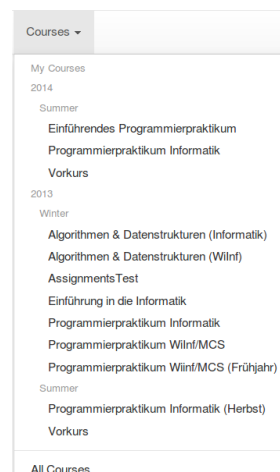 Courses
My Courses
2014
Summer
Einführendes Programmierpraktikum
Programmierpraktikum Informatik
Vorkurs
2013
Winter
Algorithmen & Datenstrukturen (Informatik)
Algorithmen & Datenstrukturen (WiInf)
AssignmentsTest
Einführung in die Informatik
Programmierpraktikum Informatik
Programmierpraktikum WiInf/MCS
Programmierpraktikum Wiinf/MCS (Frühjahr)
Summer
Programmierpraktikum Informatik (Herbst)
Vorkurs
All Courses